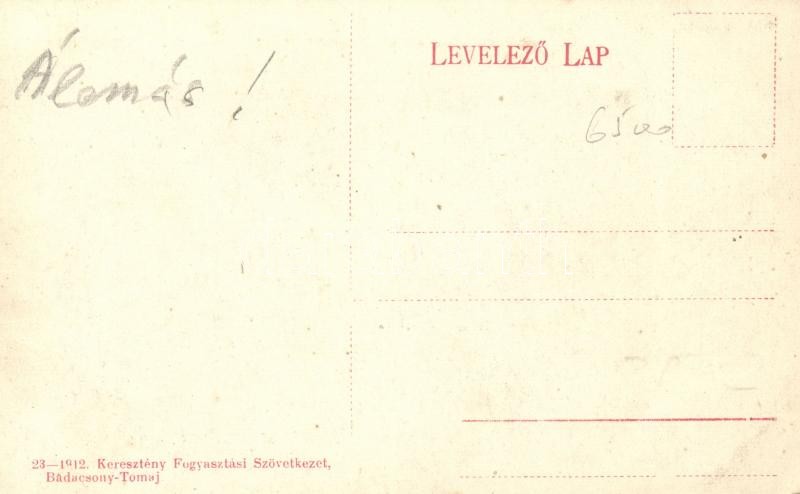 Álomás!
LEVELEZŐ LAP
65
23—1912. Keresztény Fogyasztási Szövetkezet,
Badacsony-Tomaj